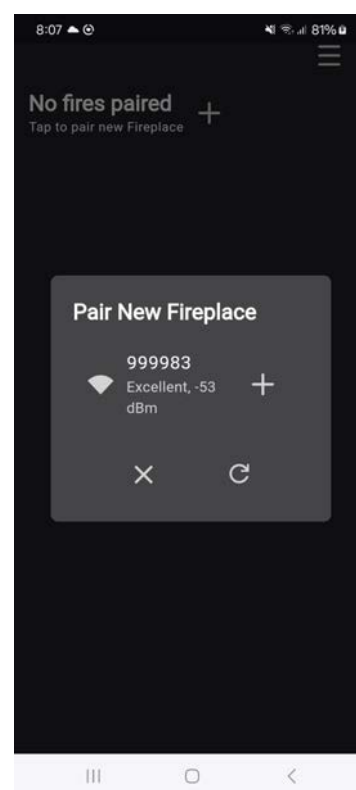 8:07
81%
No fires paired
Tap to pair new Fireplace
Pair New Fireplace
999983
Excellent, -53
dBm